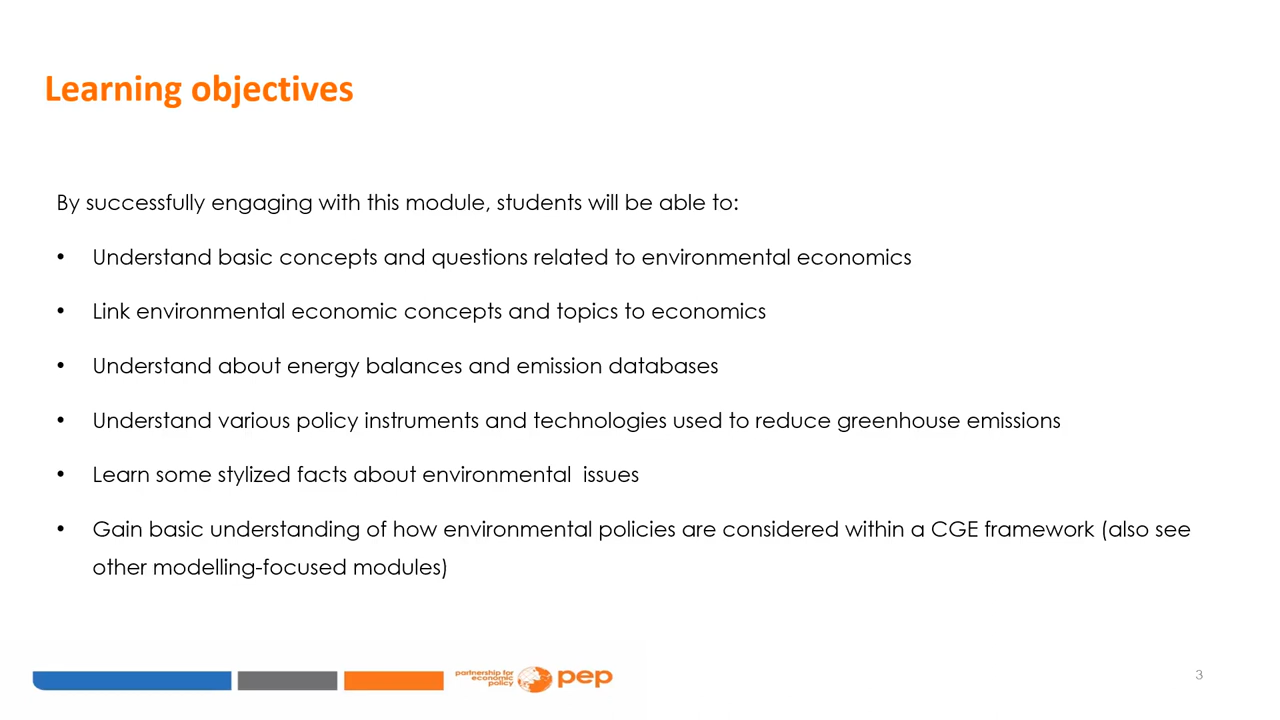 Learning objectives
By successfully engaging with this module, students will be able to:
• Understand basic concepts and questions related to environmental economics
• Link environmental economic concepts and topics to economics
• Understand about energy balances and emission databases
• Understand various policy instruments and technologies used to reduce greenhouse emissions
• Learn some stylized facts about environmental  issues
• Gain basic understanding of how environmental policies are considered within a CGE framework (also see
other modelling-focused modules)
partnership for
economic
policy
pep
3